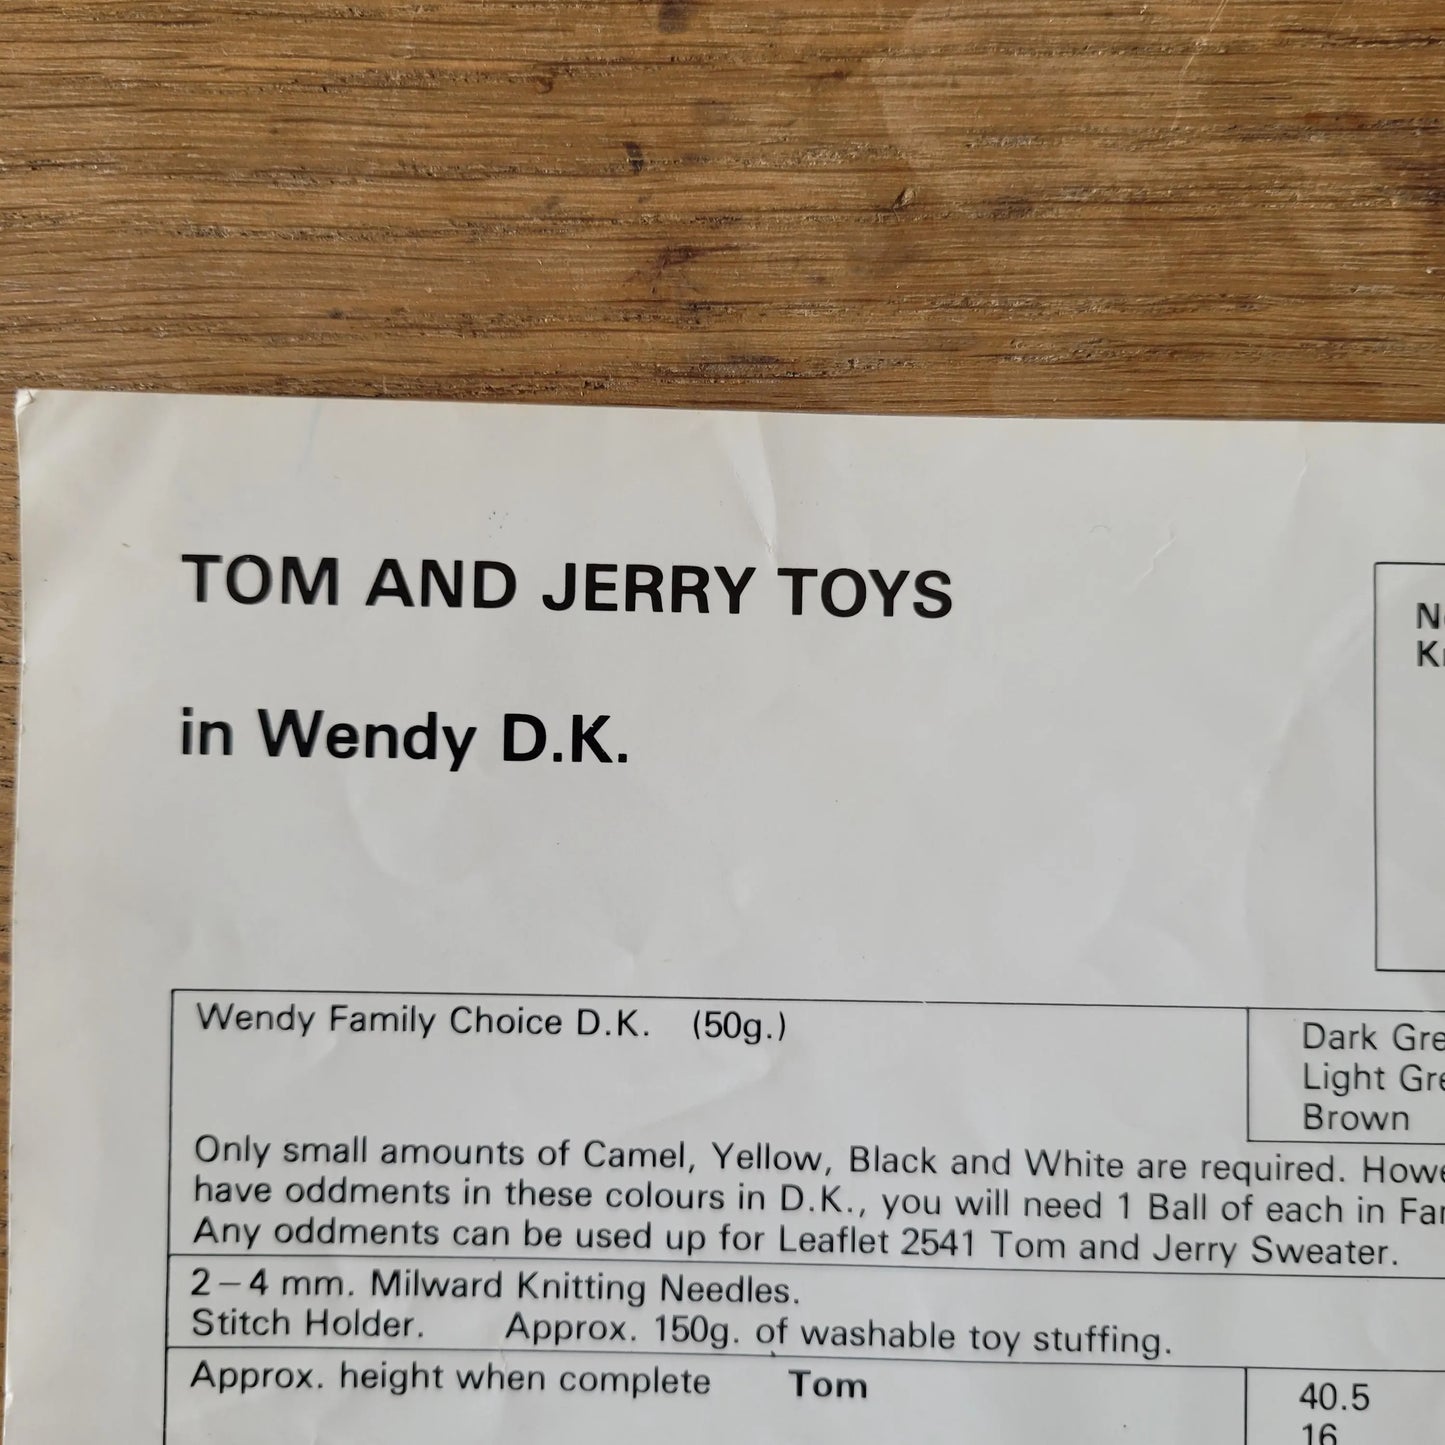 TOM AND JERRY TOYS
in Wendy D.K.
Wendy Family Choice D.K. (50g.)
Dark
Light
Brown
Only small amounts of Camel, Yellow, Black and White are required.
have oddments in these colours in D.K., you will need 1 Ball of each in
Any oddments can be used up for Leaflet 2541 Tom and Jerry Sweater.
2–4 mm. Milward Knitting Needles.
Stitch Holder. Approx. 150g. of washable toy stuffing.
Approx. height when complete Tom 40.5
16